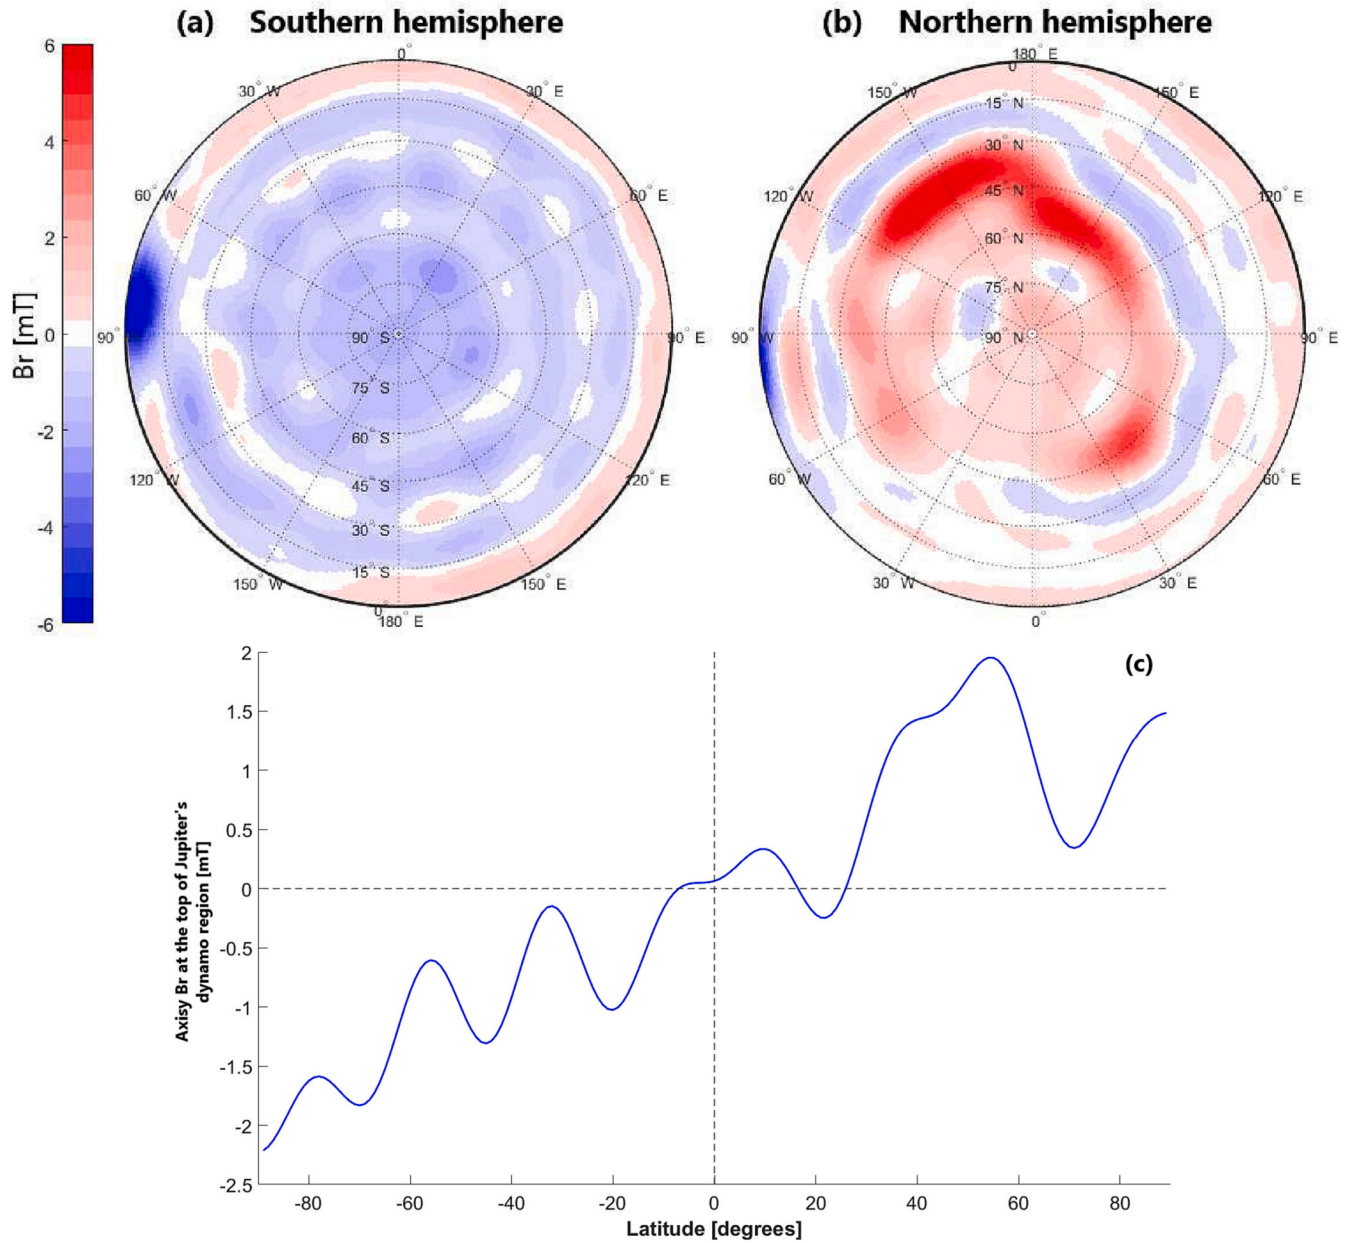 (a) Southern hemisphere
(b) Northern hemisphere
6
4
2
0
-2
-4
-6
Br [mT]
0°
30° W
30° E
60° W
60° E
90°
90° S
90° E
75° S
60° S
45° S
30° S
15° S
120° W
120° E
150° W
150° E
0°
180° E
180° E
0°
150° W
150° E
15° N
30° N
45° N
60° N
75° N
120° W
120° E
90° W
90° N
90° E
60° W
60° E
30° W
30° E
0°
(c)
2
1.5
1
0.5
0
-0.5
-1
-1.5
-2
-2.5
Axisy Br at the top of Jupiter's
dynamo region [mT]
-80
-60
-40
-20
0
20
40
60
80
Latitude [degrees]